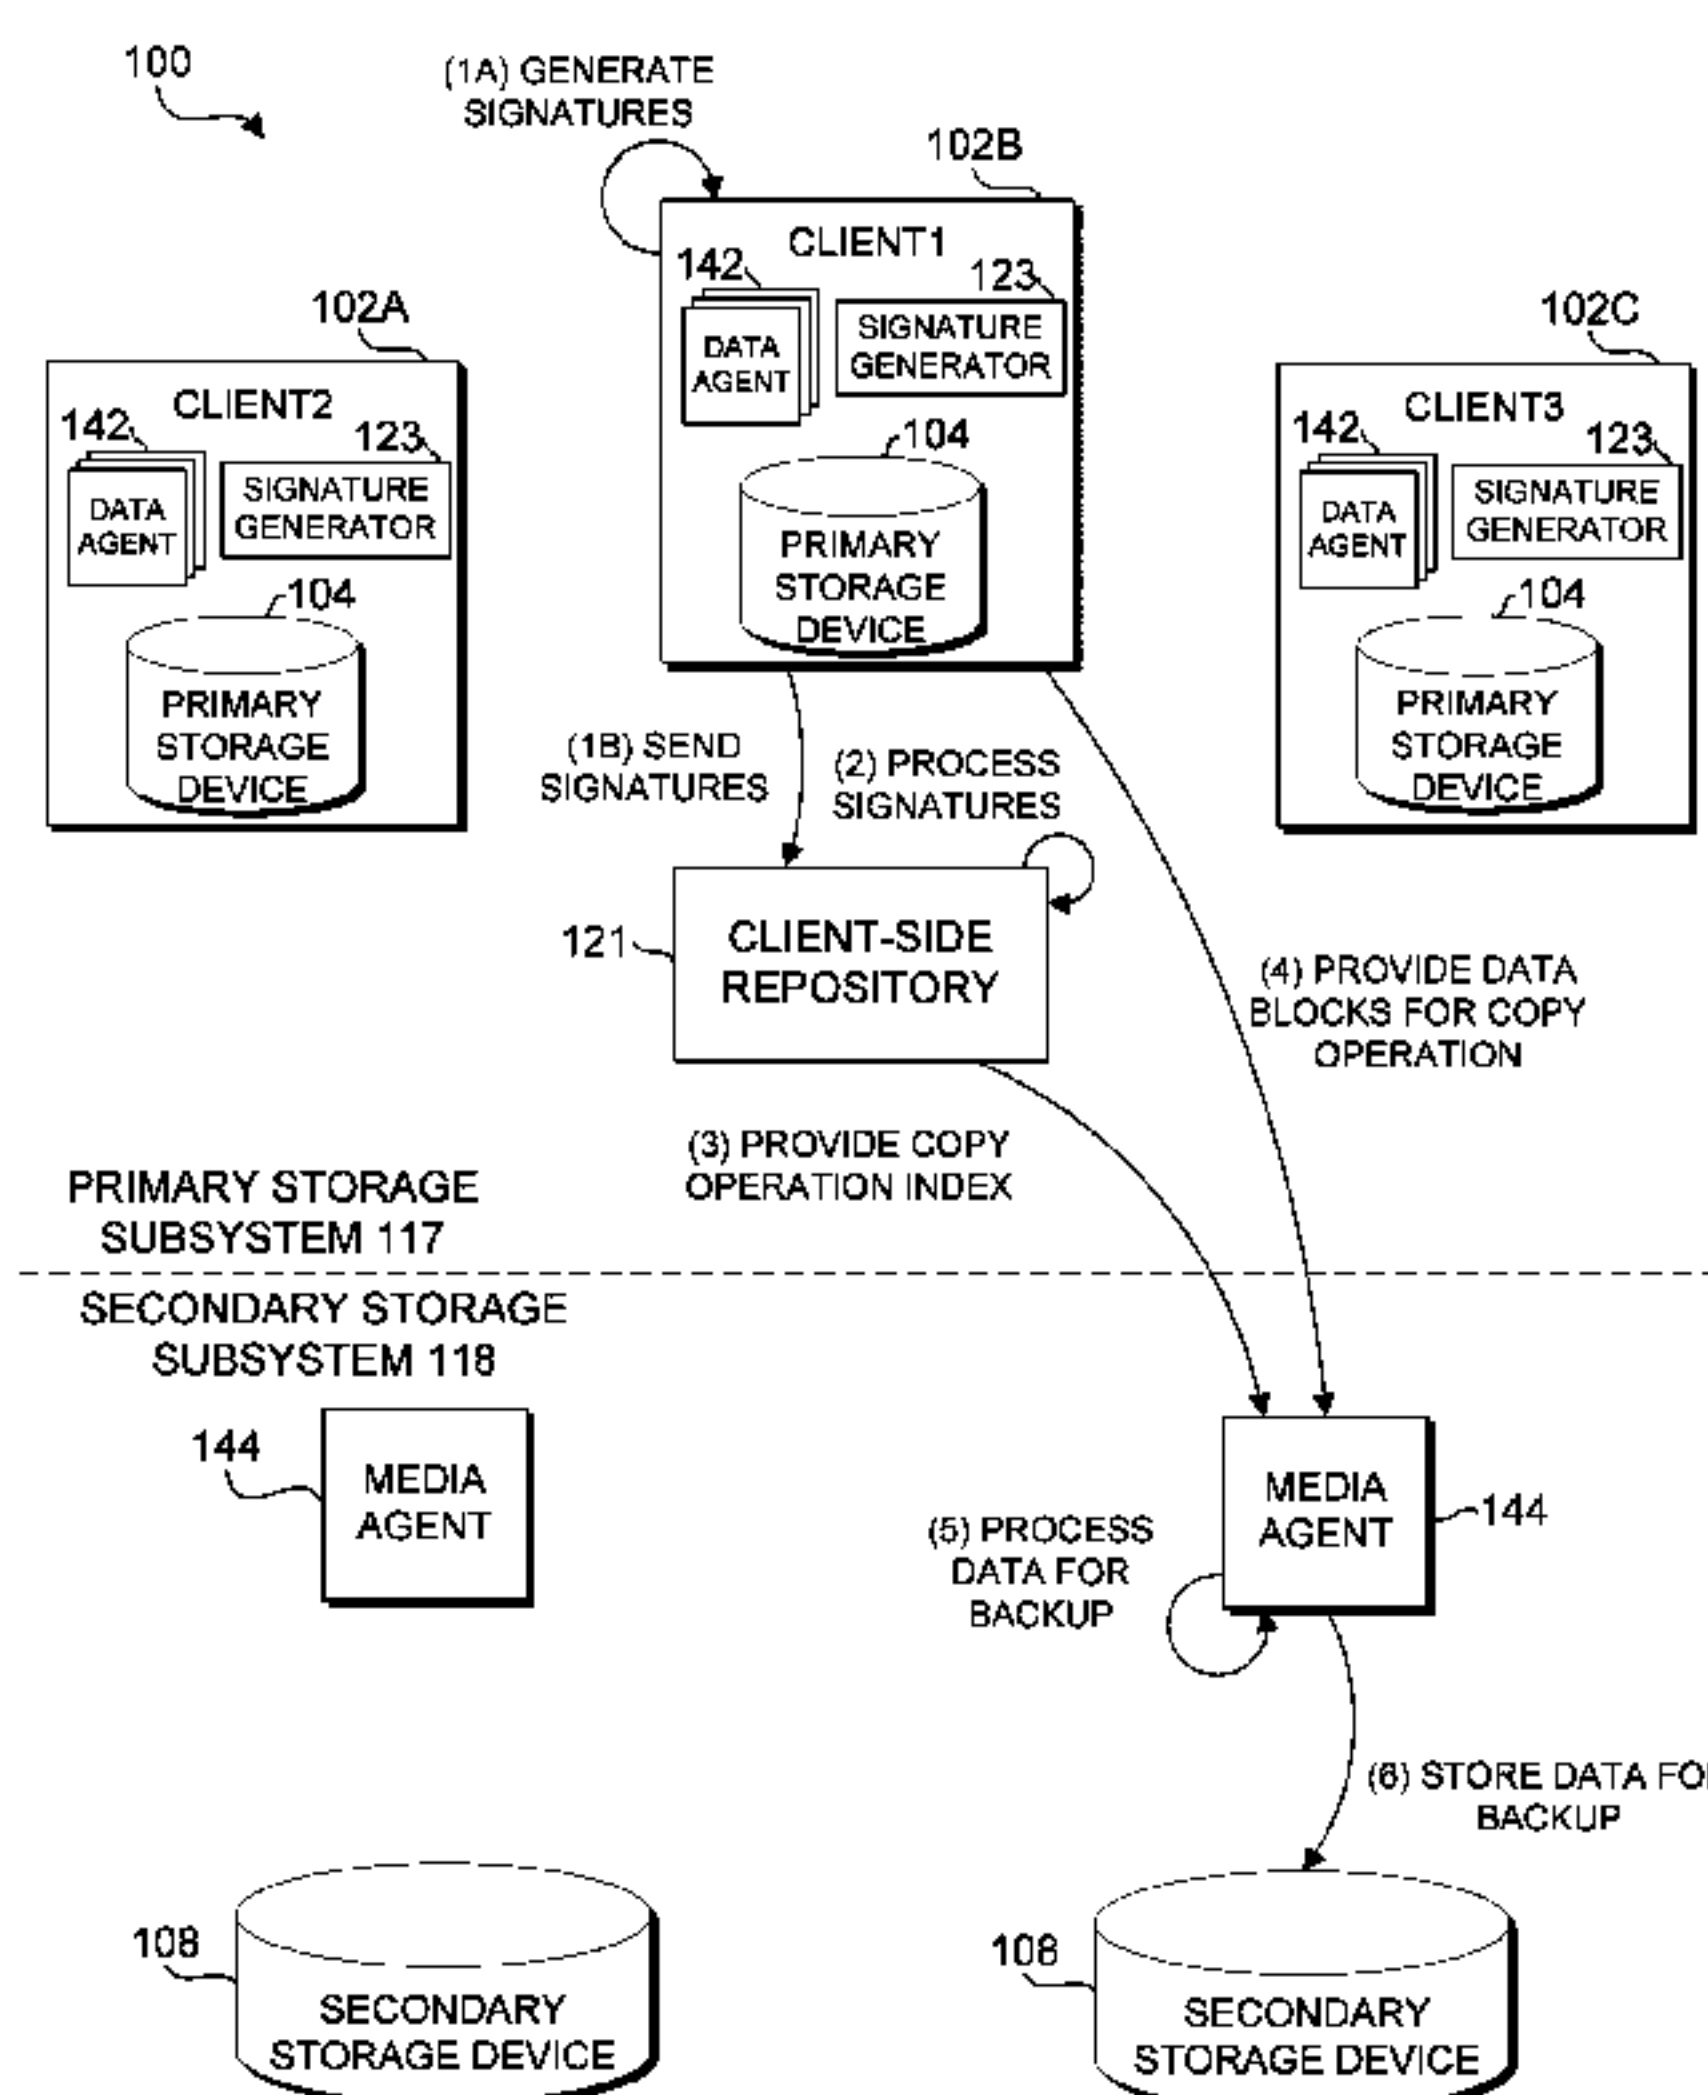 100
(1A) GENERATE
SIGNATURES
102B
CLIENT1
142
123
DATA
AGENT
SIGNATURE
GENERATOR
104
PRIMARY
STORAGE
DEVICE
102A
CLIENT2
142
123
DATA
AGENT
SIGNATURE
GENERATOR
104
PRIMARY
STORAGE
DEVICE
102C
CLIENT3
142
123
DATA
AGENT
SIGNATURE
GENERATOR
104
PRIMARY
STORAGE
DEVICE
(1B) SEND
SIGNATURES
(2) PROCESS
SIGNATURES
121
CLIENT-SIDE
REPOSITORY
(4) PROVIDE DATA
BLOCKS FOR COPY
OPERATION
(3) PROVIDE COPY
OPERATION INDEX
PRIMARY STORAGE
SUBSYSTEM 117
SECONDARY STORAGE
SUBSYSTEM 118
144
MEDIA
AGENT
MEDIA
AGENT
144
(5) PROCESS
DATA FOR
BACKUP
(6) STORE DATA FO
BACKUP
108
SECONDARY
STORAGE DEVICE
108
SECONDARY
STORAGE DEVICE